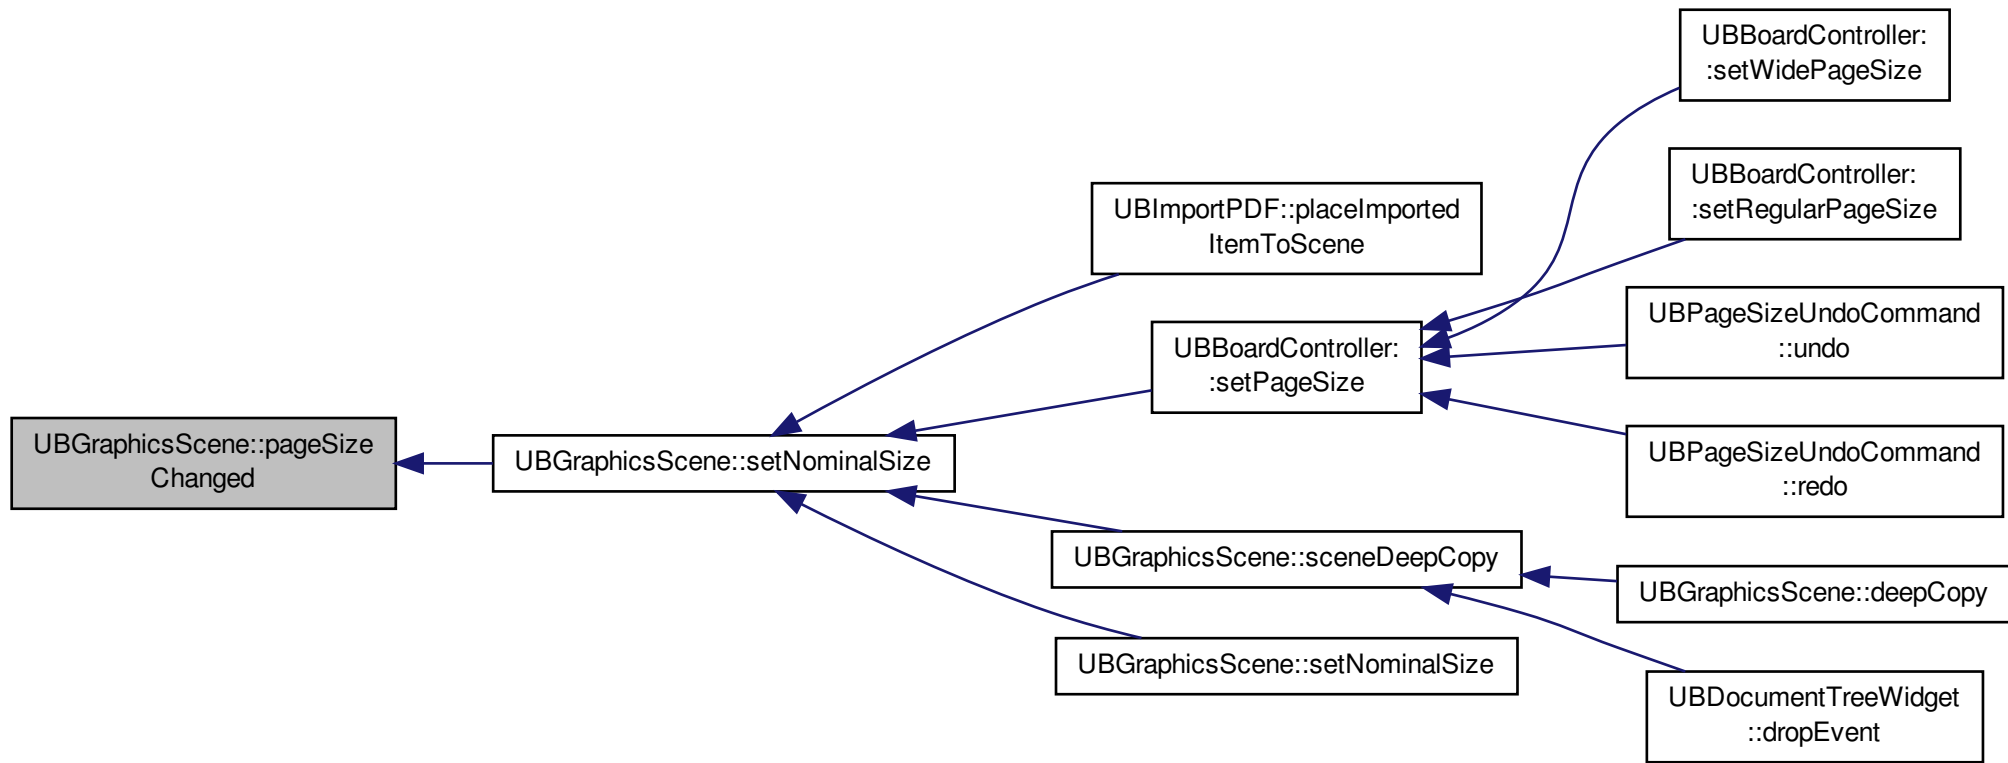 UBGraphicsScene::pageSize
Changed
UBGraphicsScene::setNominalSize
UBImportPDF::placeImported
ItemToScene
UBBoardController:
:setPageSize
UBGraphicsScene::sceneDeepCopy
UBGraphicsScene::setNominalSize
UBBoardController:
:setWidePageSize
UBBoardController:
:setRegularPageSize
UBPageSizeUndoCommand
::undo
UBPageSizeUndoCommand
::redo
UBGraphicsScene::deepCopy
UBDocumentTreeWidget
::dropEvent